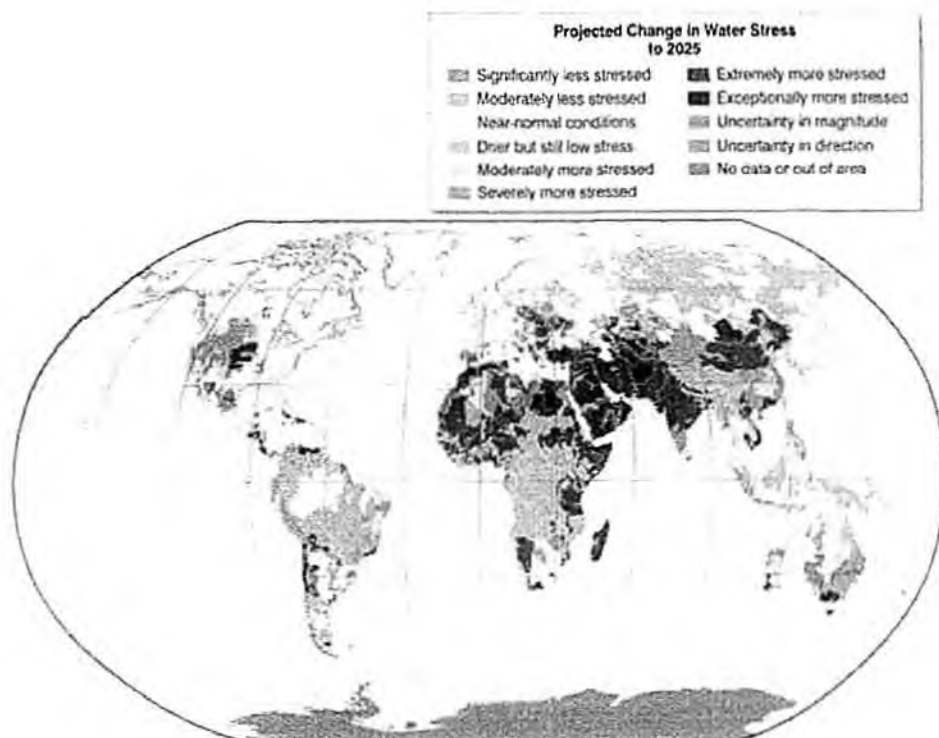 Projected Change in Water Stress
to 2025
Significantly less stressed
Moderately less stressed
Near-normal conditions
Drier but still low stress
Moderately more stressed
Severely more stressed
Extremely more stressed
Exceptionally more stressed
Uncertainty in magnitude
Uncertainty in direction
No data or out of area